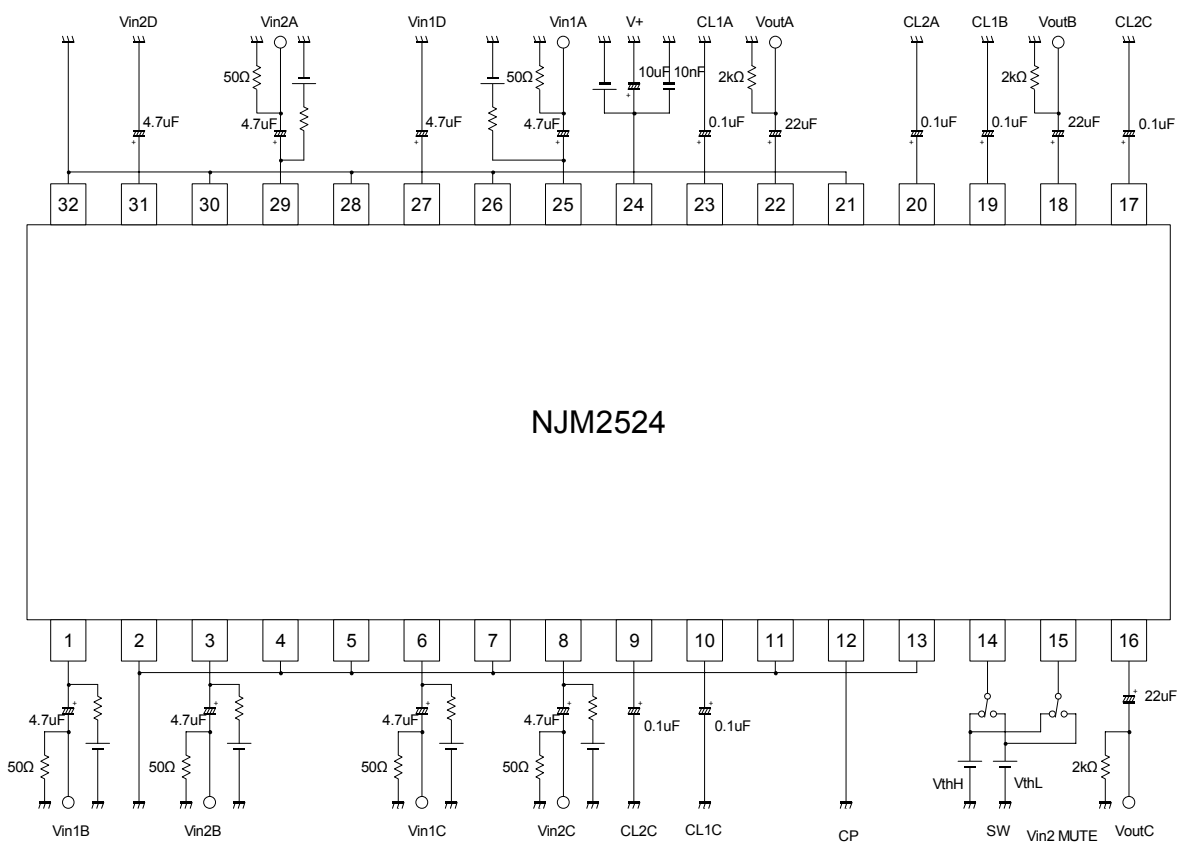 Vin2D Vin2A Vin1D Vin1A V+ CL1A VoutA CL2A CL1B VoutB CL2C
50Ω 50Ω 10uF 10nF 2kΩ 2kΩ
4.7uF 4.7uF 4.7uF 4.7uF 0.1uF 22uF 0.1uF 0.1uF 22uF 0.1uF
+ + + + + + + + + + +
32 31 30 29 28 27 26 25 24 23 22 21 20 19 18 17
NJM2524
1 2 3 4 5 6 7 8 9 10 11 12 13 14 15 16
+ + + + + + +
4.7uF 4.7uF 4.7uF 4.7uF 0.1uF 0.1uF 22uF
50Ω 50Ω 50Ω 50Ω VthH VthL 2kΩ
Vin1B Vin2B Vin1C Vin2C CL2C CL1C CP SW Vin2 MUTE VoutC